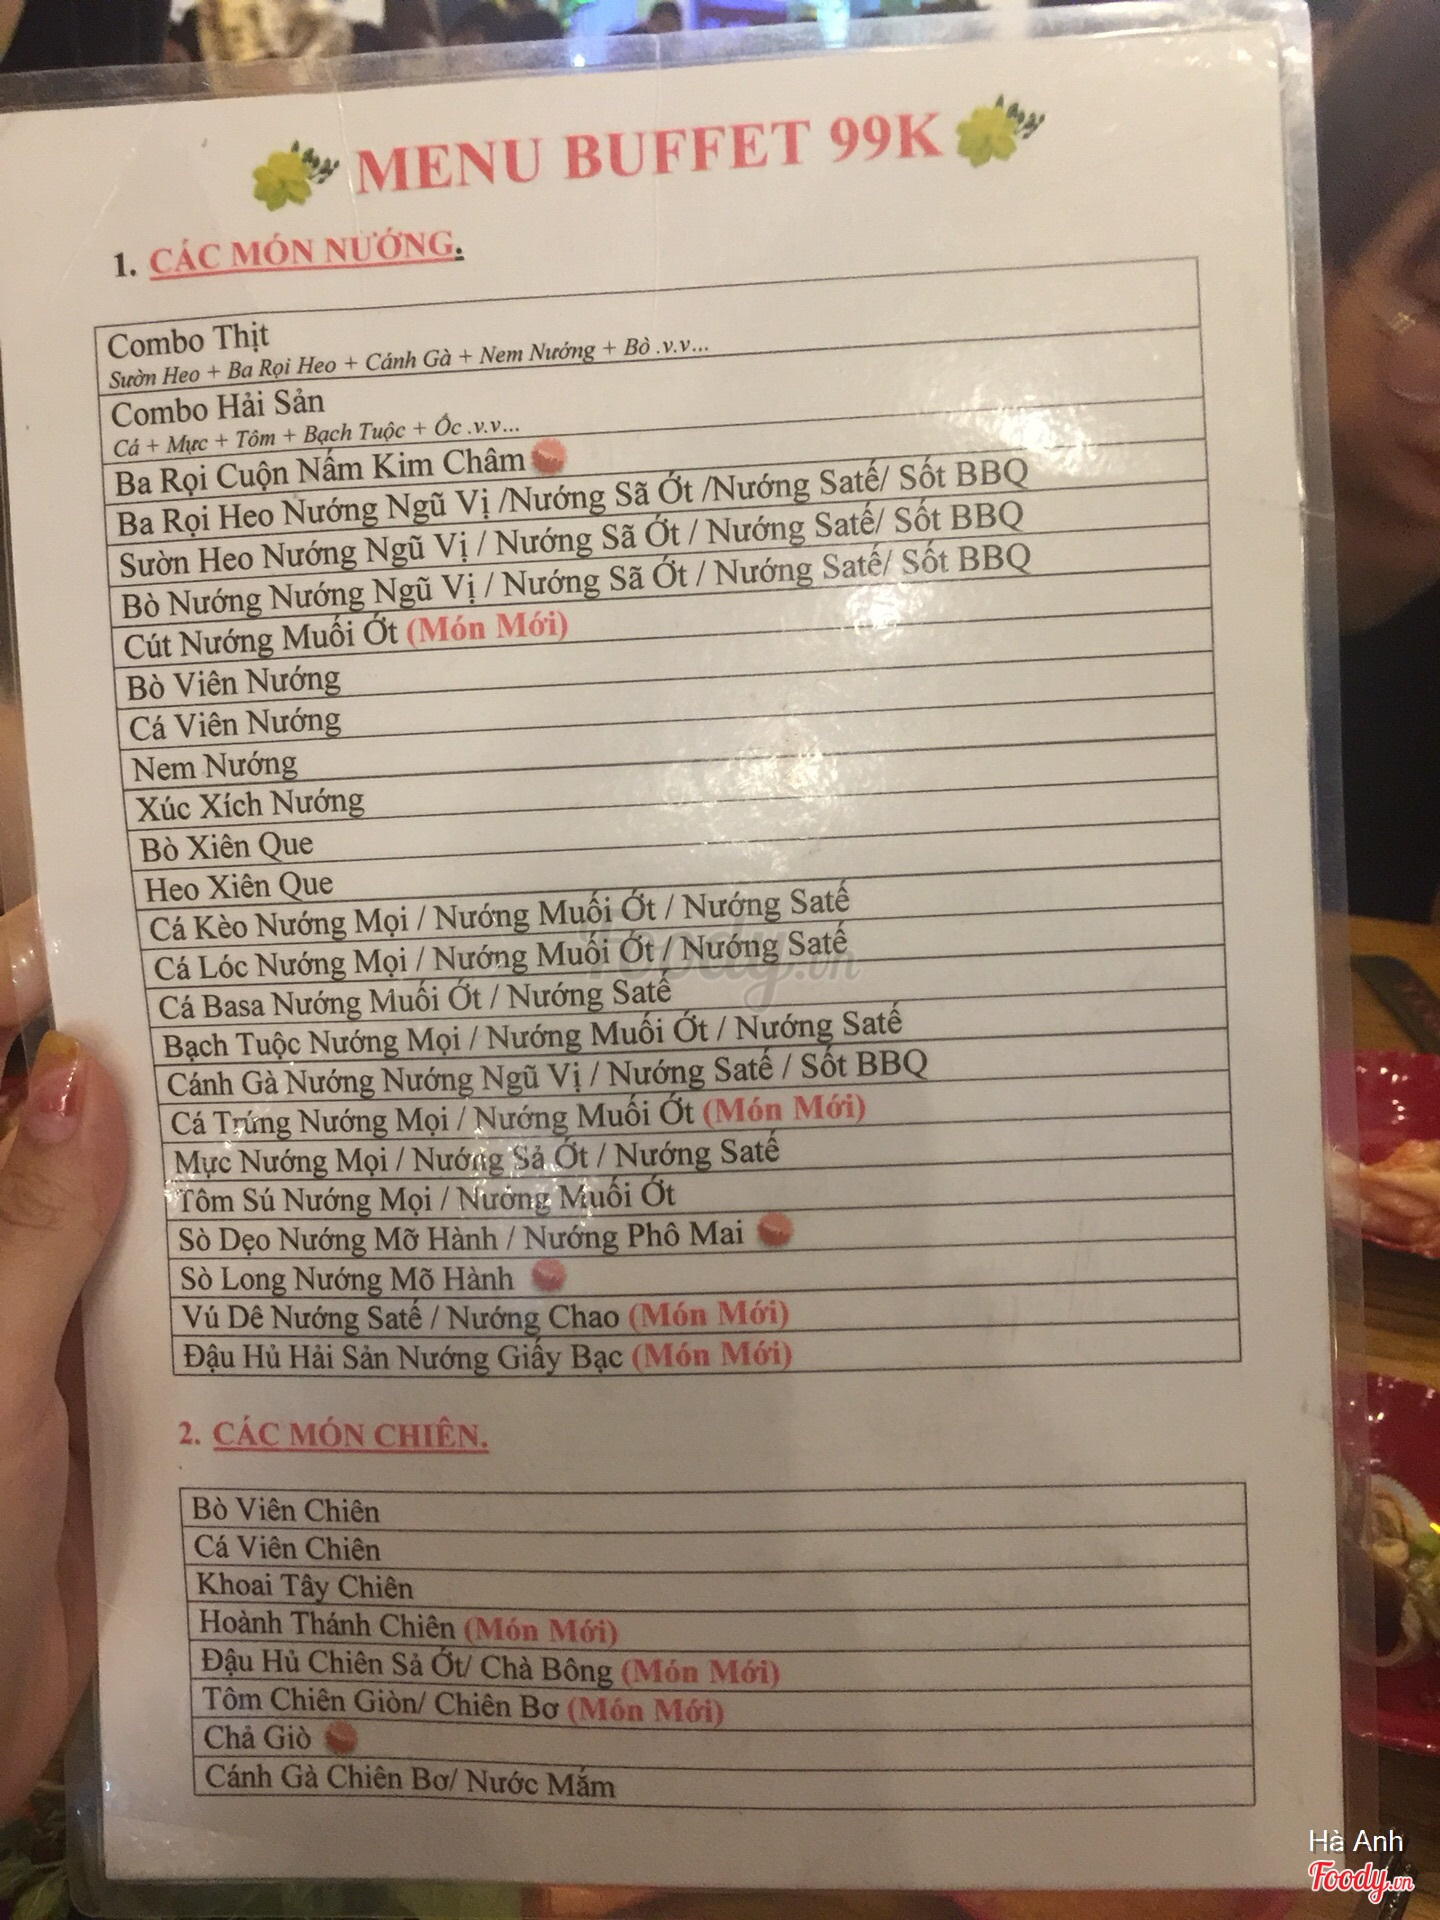 MENU BUFFET 99K
1. CÁC MÓN NƯỚNG.
Combo Thịt
Sườn Heo + Ba Rọi Heo + Cánh Gà + Nem Nướng + Bò .v.v...
Combo Hải Sản
Cá + Mực + Tôm + Bạch Tuộc + Ốc .v.v...
Ba Rọi Cuộn Nấm Kim Châm
Ba Rọi Heo Nướng Ngũ Vị /Nướng Sã Ớt /Nướng Satế/ Sốt BBQ
Sườn Heo Nướng Ngũ Vị / Nướng Sã Ớt / Nướng Satế/ Sốt BBQ
Bò Nướng Nướng Ngũ Vị / Nướng Sã Ớt / Nướng Satế/ Sốt BBQ
Cút Nướng Muối Ớt (Món Mới)
Bò Viên Nướng
Cá Viên Nướng
Nem Nướng
Xúc Xích Nướng
Bò Xiên Que
Heo Xiên Que
Cá Kèo Nướng Mọi / Nướng Muối Ớt / Nướng Satế
Cá Lóc Nướng Mọi / Nướng Muối Ớt / Nướng Satế
Cá Basa Nướng Muối Ớt / Nướng Satế
Bạch Tuộc Nướng Mọi / Nướng Muối Ớt / Nướng Satế
Cánh Gà Nướng Nướng Ngũ Vị / Nướng Satế / Sốt BBQ
Cá Trứng Nướng Mọi / Nướng Muối Ớt (Món Mới)
Mực Nướng Mọi / Nướng Sả Ớt / Nướng Satế
Tôm Sú Nướng Mọi / Nướng Muối Ớt
Sò Dẹo Nướng Mỡ Hành / Nướng Phô Mai
Sò Long Nướng Mỡ Hành
Vú Dê Nướng Satế / Nướng Chao (Món Mới)
Đậu Hủ Hải Sản Nướng Giấy Bạc (Món Mới)
2. CÁC MÓN CHIÊN.
Bò Viên Chiên
Cá Viên Chiên
Khoai Tây Chiên
Hoành Thánh Chiên (Món Mới)
Đậu Hủ Chiên Sả Ớt/ Chà Bông (Món Mới)
Tôm Chiên Giòn/ Chiên Bơ (Món Mới)
Chả Giò
Cánh Gà Chiên Bơ/ Nước Mắm
Foody.vn
Hà Anh
Foody.vn